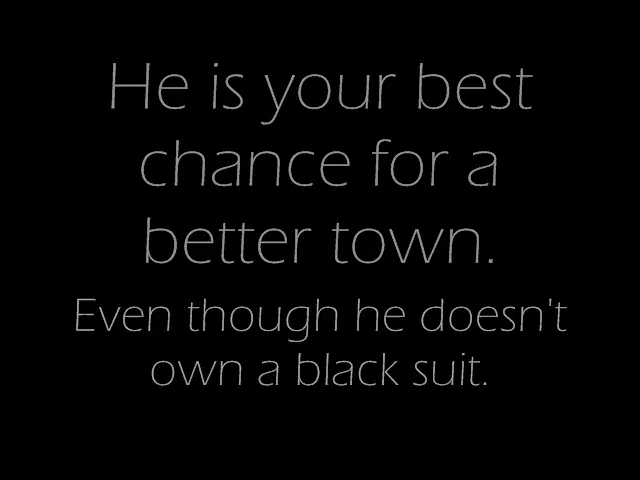 He is your best
chance for a
better town.
Even though he doesn't
own a black suit.